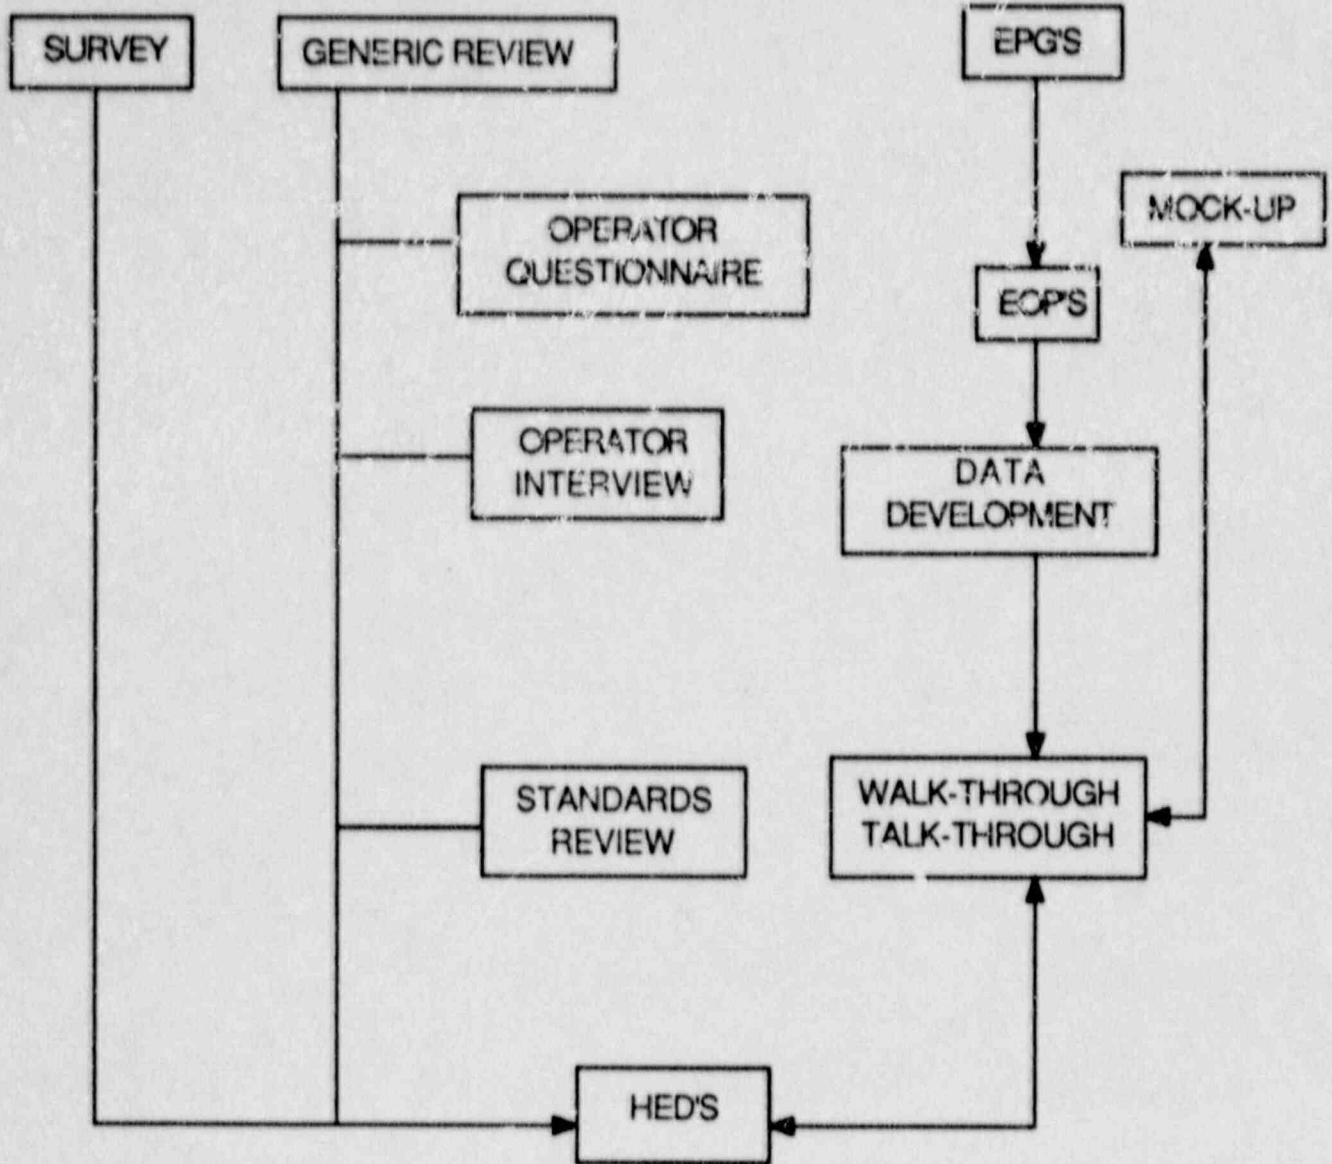 SURVEY
GENERIC REVIEW
EPG'S
MOCK-UP
OPERATOR
QUESTIONNAIRE
EOP'S
OPERATOR
INTERVIEW
DATA
DEVELOPMENT
STANDARDS
REVIEW
WALK-THROUGH
TALK-THROUGH
HED'S